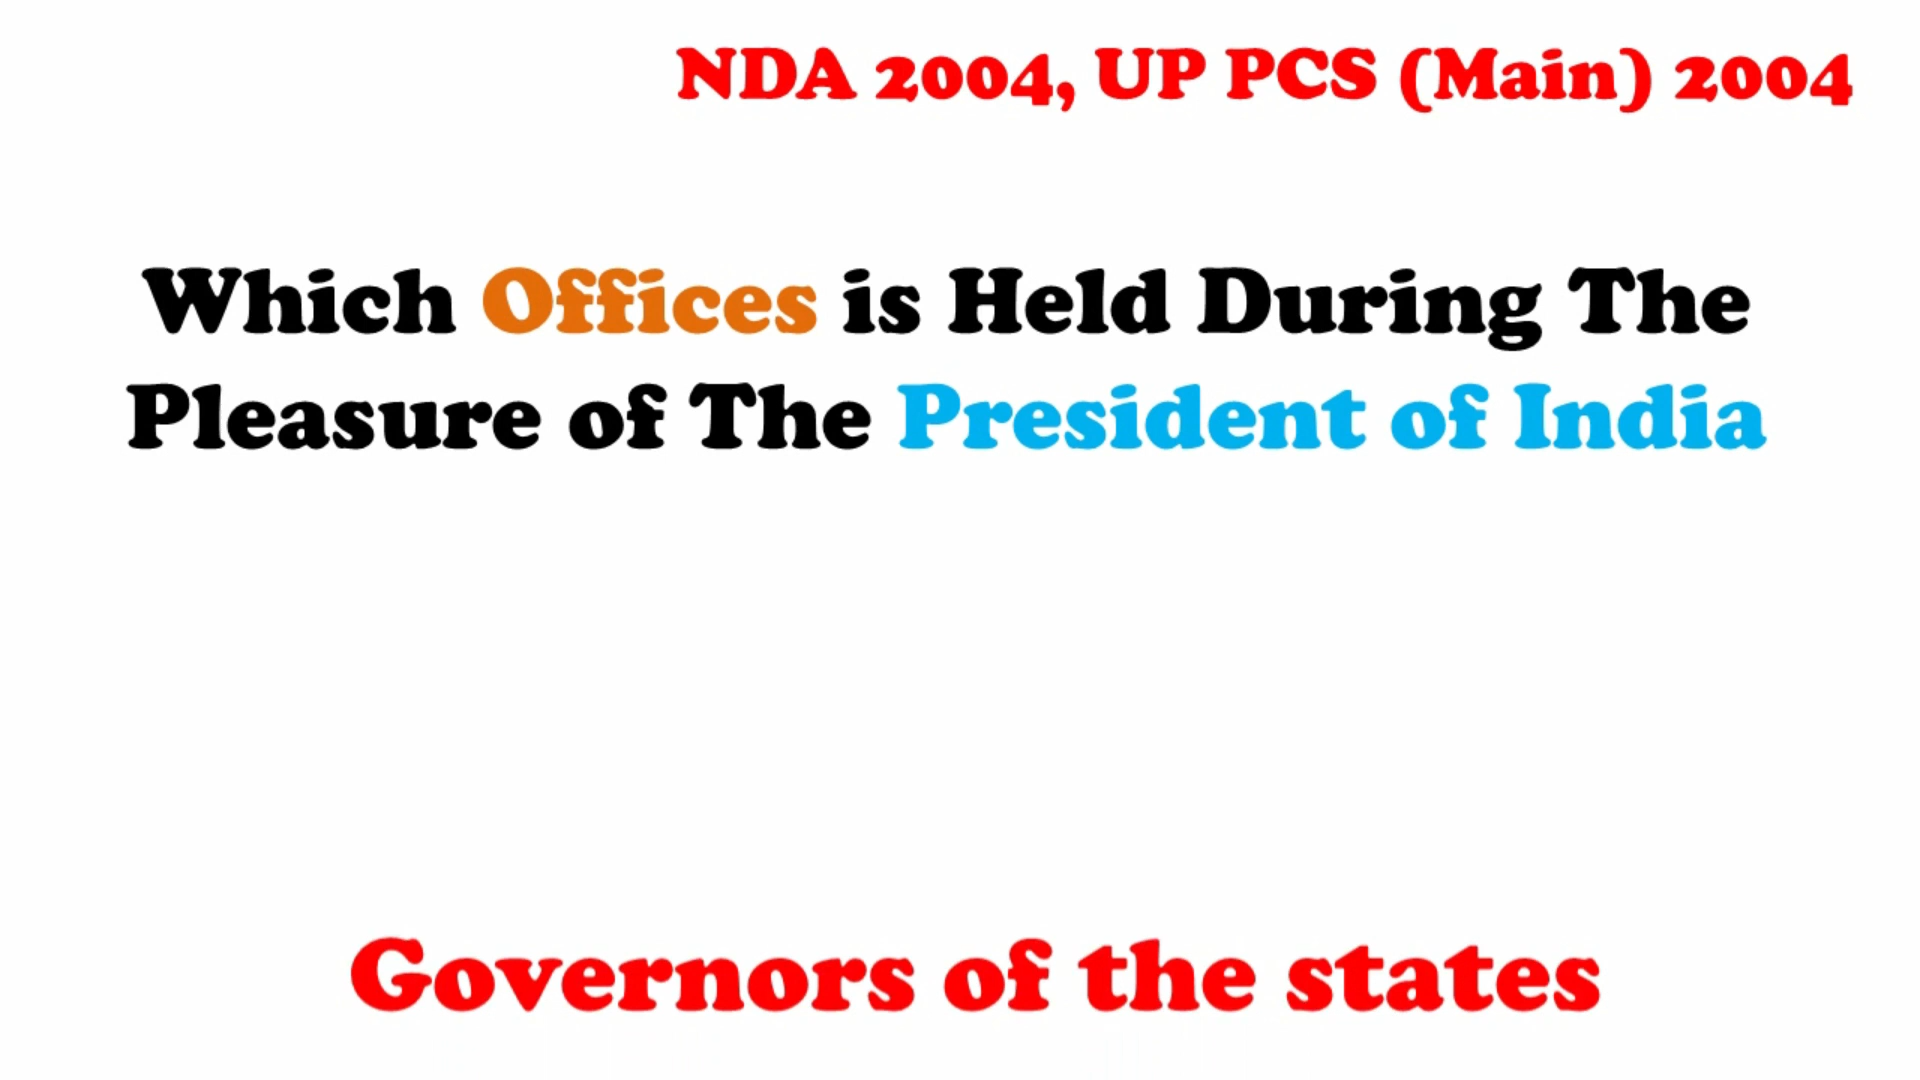 NDA 2004, UP PCS (Main) 2004
Which Offices is Held During The
Pleasure of The President of India
Governors of the states